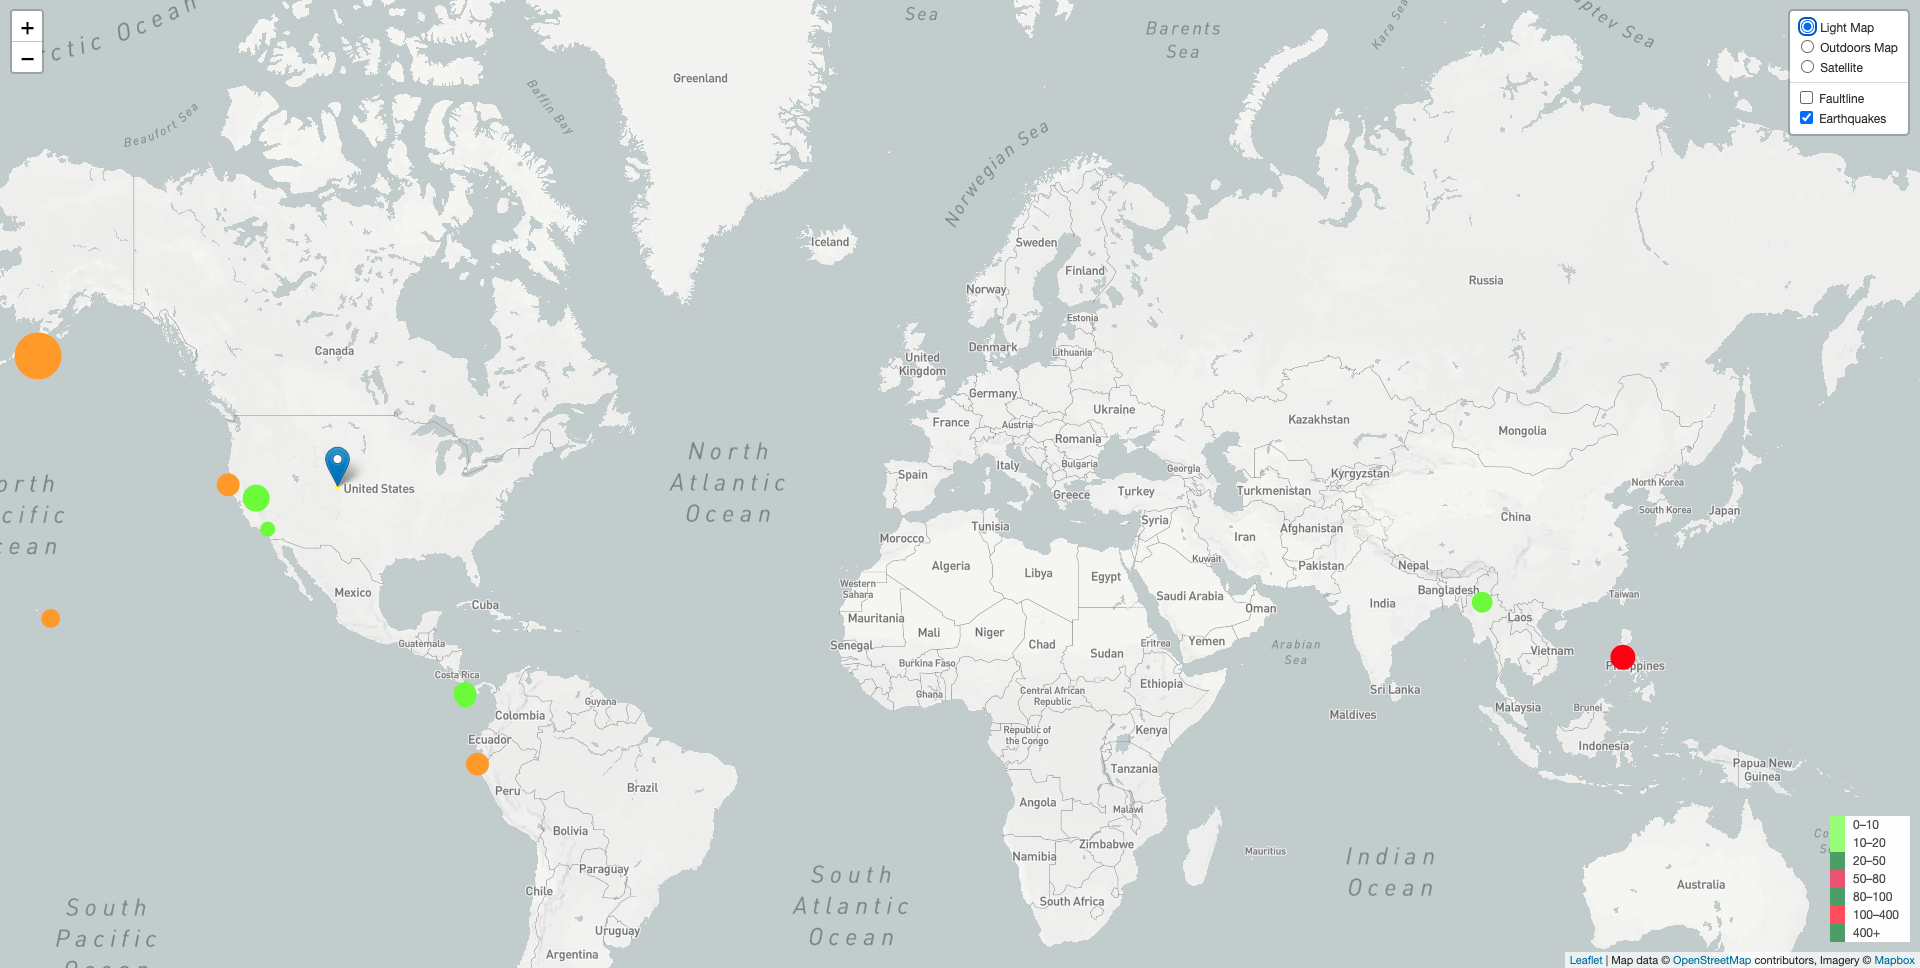 +
−
Arctic Ocean
Sea
Barents
Sea
Kara Sea
Laptev Sea
Light Map
Outdoors Map
Satellite
Faultline
Earthquakes
Greenland
Baffin Bay
Beaufort Sea
Norwegian Sea
Iceland
Sweden
Finland
Norway
Russia
Estonia
Canada
Denmark
Lithuania
United
Kingdom
Germany
Ukraine
Kazakhstan
Mongolia
France
Austria
Romania
North
Atlantic
Ocean
Italy
Bulgaria
Georgia
Kyrgyzstan
Spain
Greece
Turkey
Turkmenistan
North Korea
South Korea
Japan
United States
orth
cific
cean
China
Syria
Tunisia
Afghanistan
Morocco
Iran
Kuwait
Algeria
Libya
Egypt
Pakistan
Nepal
Western
Sahara
Bangladesh
Taiwan
Mexico
Cuba
Saudi Arabia
Oman
India
Mauritania
Laos
Mali
Niger
Chad
Sudan
Eritrea
Yemen
Arabian
Sea
Guatemala
Senegal
Vietnam
Burkina Faso
Philippines
Costa Rica
Ghana
Central African
Republic
Ethiopia
Sri Lanka
Guyana
Colombia
Maldives
Malaysia
Brunei
Ecuador
Republic of
the Congo
Kenya
Indonesia
Tanzania
Papua New
Guinea
Peru
Brazil
Angola
Malawi
Bolivia
Zimbabwe
Mauritius
Namibia
Paraguay
Chile
South
Atlantic
Ocean
Indian
Ocean
Australia
South Africa
South
Pacific
Ocean
Uruguay
Argentina
Co
S
0–10
10–20
20–50
50–80
80–100
100–400
400+
Leaflet | Map data © OpenStreetMap contributors, Imagery © Mapbox